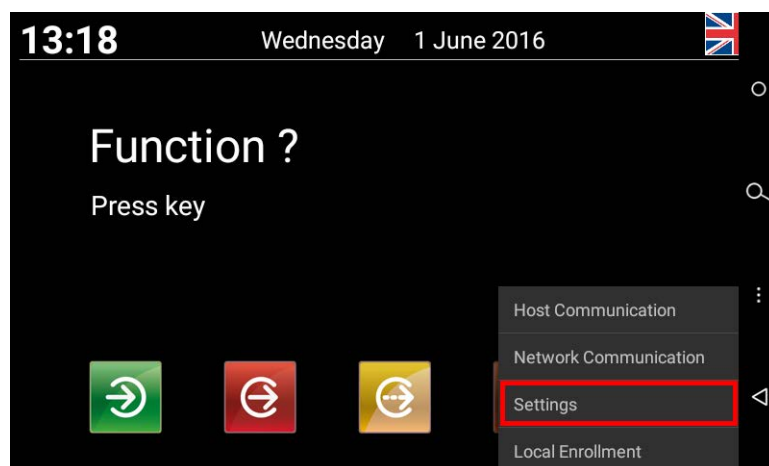 13:18 Wednesday 1 June 2016
Function ?
Press key
Host Communication
Network Communication
Settings
Local Enrollment